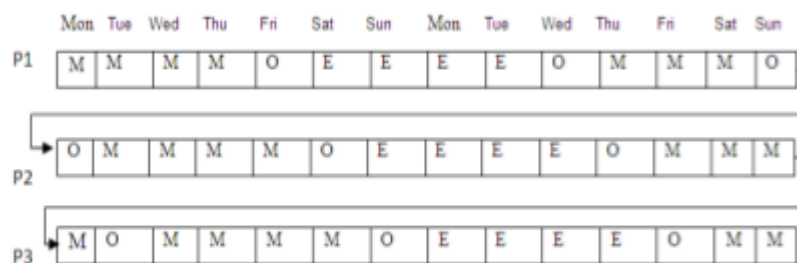 Mon Tue Wed Thu Fri Sat Sun Mon Tue Wed Thu Fri Sat Sun
P1 M M M M O E E E E E O M M M O
O M M M M O E E E E O M M M
P2
M O M M M M O E E E E O M M
P3